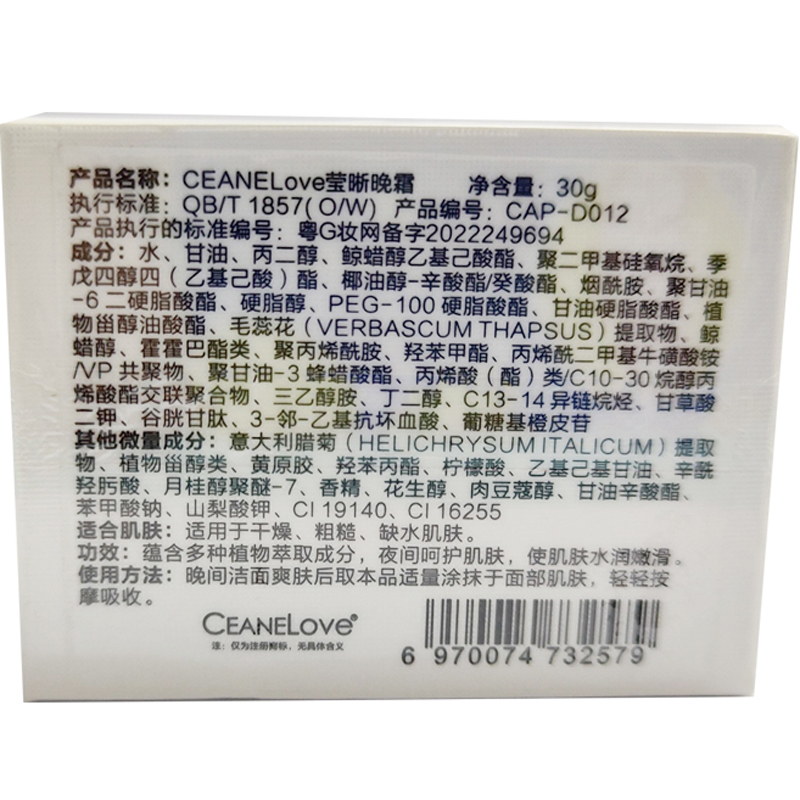 产品名称：CEANELove莹晰晚霜 净含量：30g
执行标准：QB/T 1857(O/W) 产品编号：CAP-D012
产品执行的标准编号：粤G妆网备字2022249694
成分：水、甘油、丙二醇、鲸蜡醇乙基己酸酯、聚二甲基硅氧烷、季
戊四醇四（乙基己酸）酯、椰油醇-辛酸酯/癸酸酯、烟酰胺、聚甘油
-6 二硬脂酸酯、硬脂醇、PEG-100 硬脂酸酯、甘油硬脂酸酯、植
物甾醇油酸酯、毛蕊花（VERBASCUM THAPSUS）提取物、鲸
蜡醇、霍霍巴酯类、聚丙烯酰胺、羟苯甲酯、丙烯酰二甲基牛磺酸铵
/VP 共聚物、聚甘油-3 蜂蜡酸酯、丙烯酸（酯）类/C10-30 烷醇丙
烯酸酯交联聚合物、三乙醇胺、丁二醇、C13-14 异链烷烃、甘草酸
二钾、谷胱甘肽、3-邻-乙基抗坏血酸、葡糖基橙皮苷
其他微量成分：意大利腊菊（HELICHRYSUM ITALICUM）提取
物、植物甾醇类、黄原胶、羟苯丙酯、柠檬酸、乙基己基甘油、辛酰
羟肟酸、月桂醇聚醚-7、香精、花生醇、肉豆蔻醇、甘油辛酸酯、
苯甲酸钠、山梨酸钾、CI 19140、CI 16255
适合肌肤：适用于干燥、粗糙、缺水肌肤。
功效：蕴含多种植物萃取成分，夜间呵护肌肤，使肌肤水润嫩滑。
使用方法：晚间洁面爽肤后取本品适量涂抹于面部肌肤，轻轻按
摩吸收。
CEANELove®
注：仅为注册商标，无具体含义
6 970074 732579